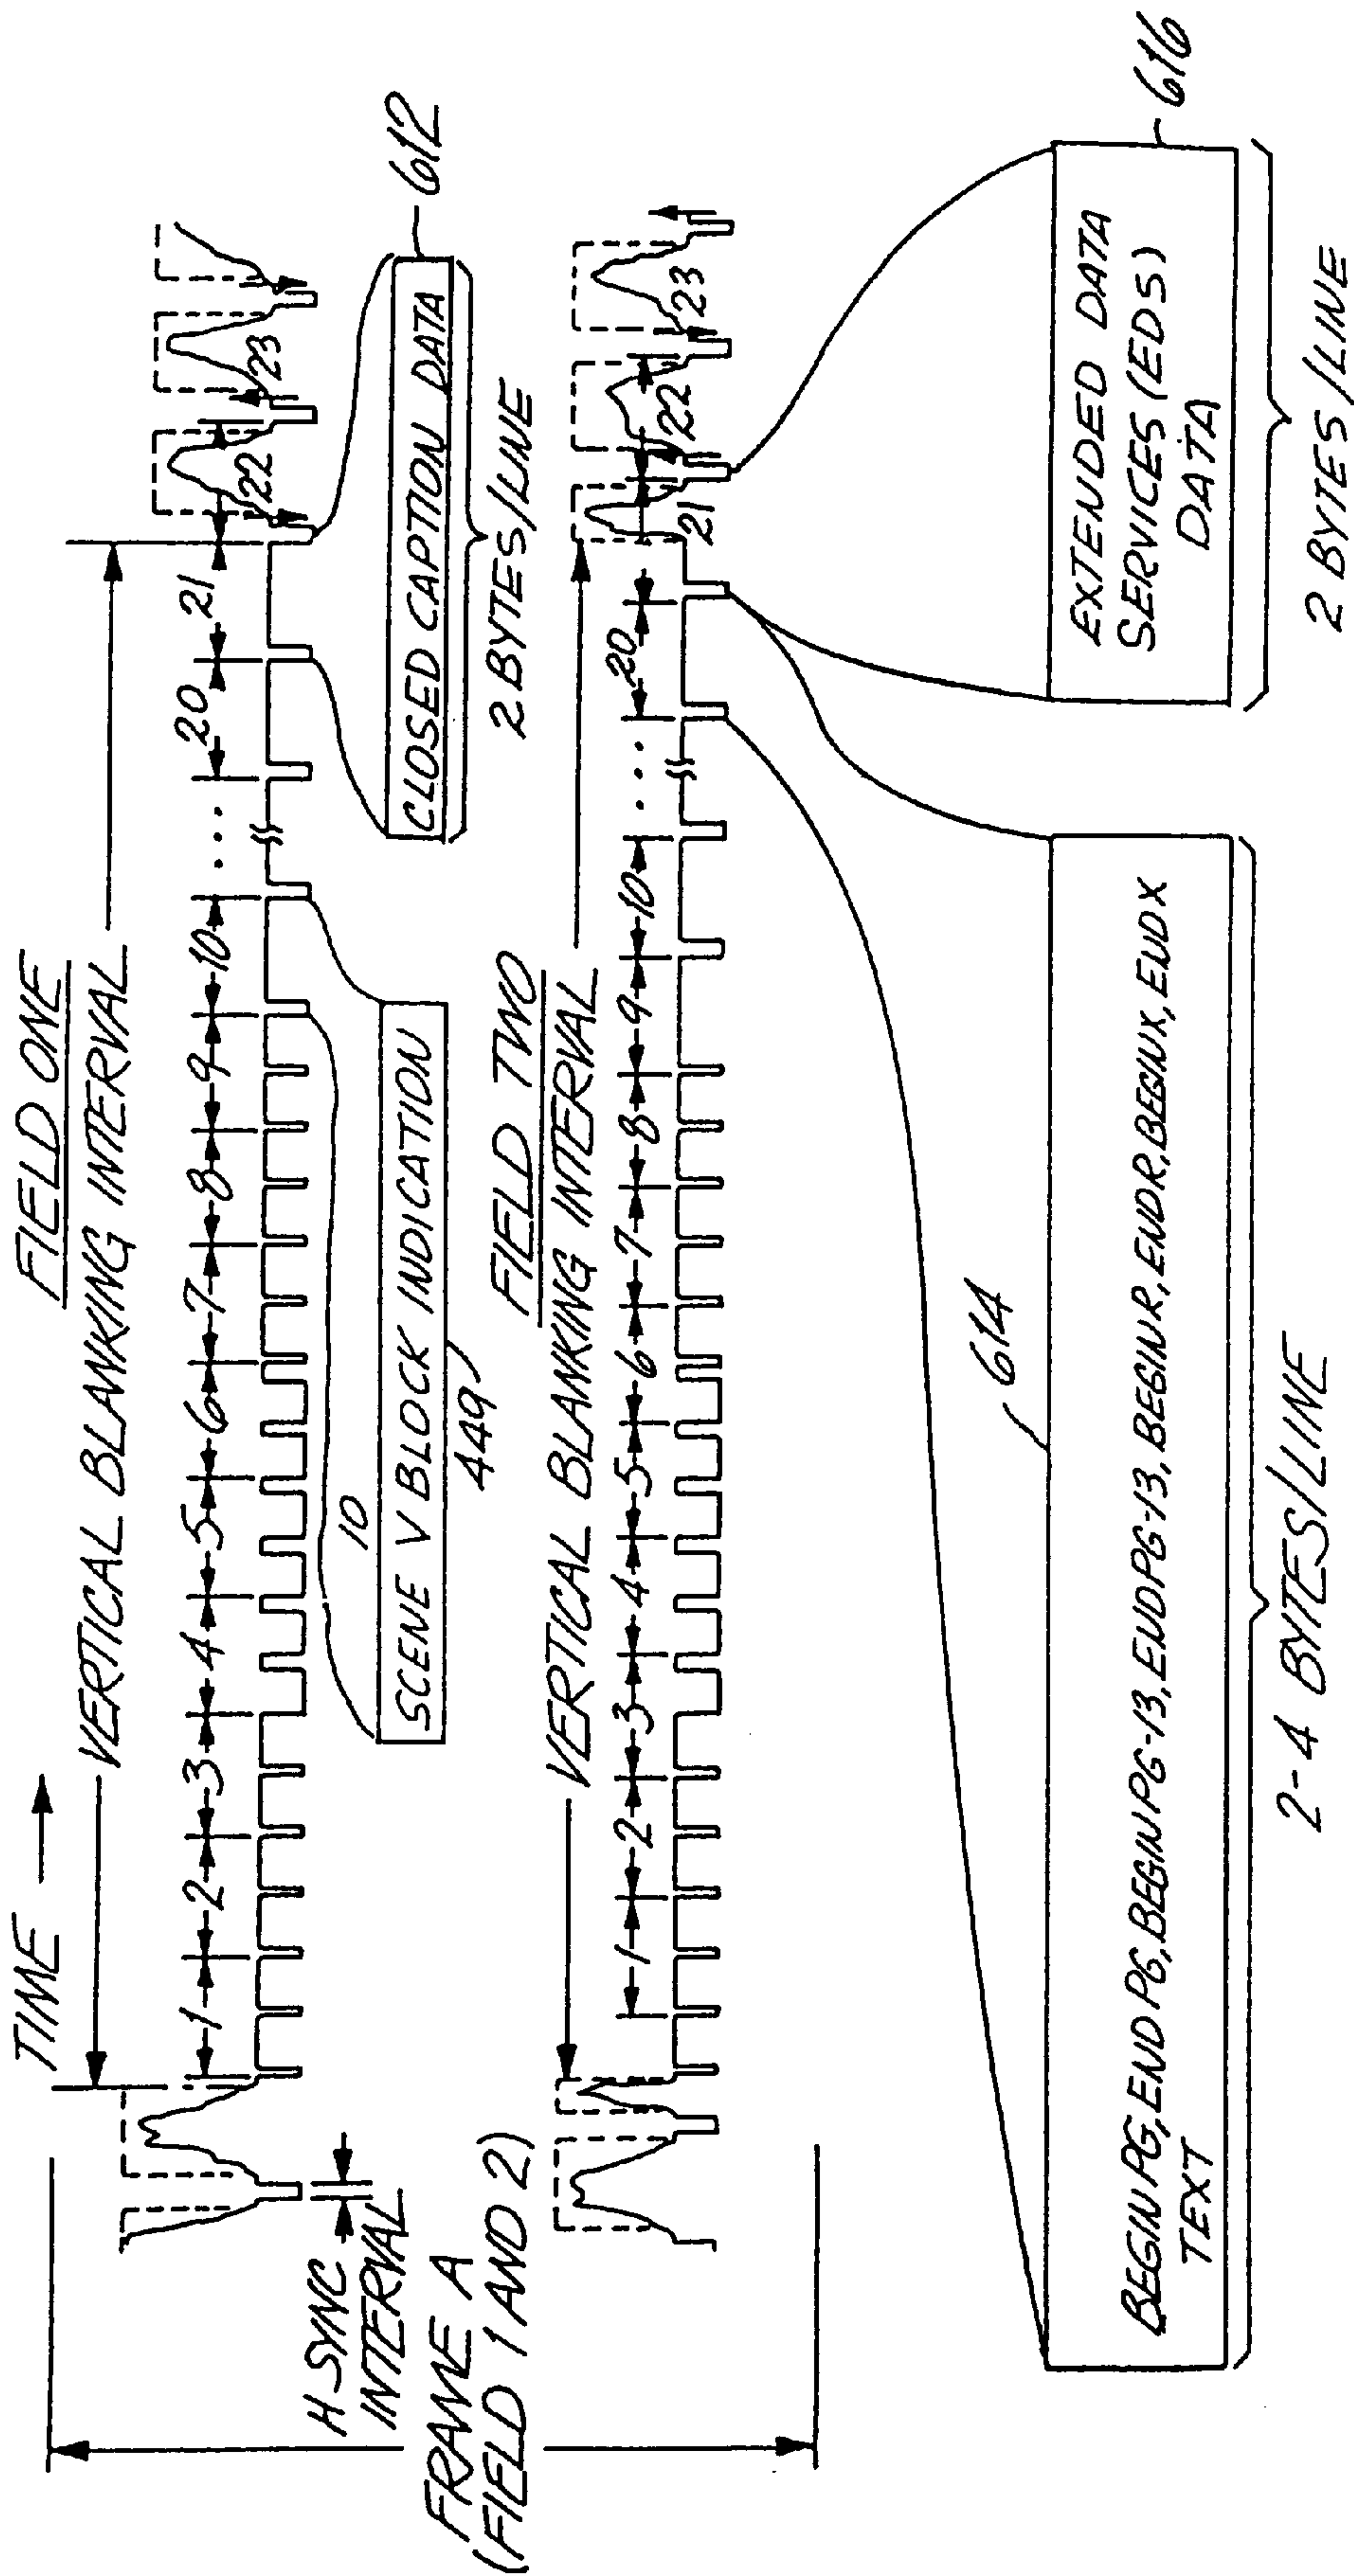 TIME
FIELD ONE
VERTICAL BLANKING INTERVAL
1 2 3 4 5 6 7 8 9 10 ... 20 21 22 23
H-SYNC
INTERVAL
10
SCENE V BLOCK INDICATION
449
CLOSED CAPTION DATA
612
2 BYTES/LINE
FRAME A
(FIELD 1 AND 2)
FIELD TWO
VERTICAL BLANKING INTERVAL
1 2 3 4 5 6 7 8 9 10 ... 20 21 22 23
614
BEGIN PG, END PG, BEGIN PG-13, END PG-13, BEGIN R, END R, BEGIN X, END X
TEXT
2-4 BYTES/LINE
EXTENDED DATA
SERVICES (EDS)
DATA
616
2 BYTES/LINE